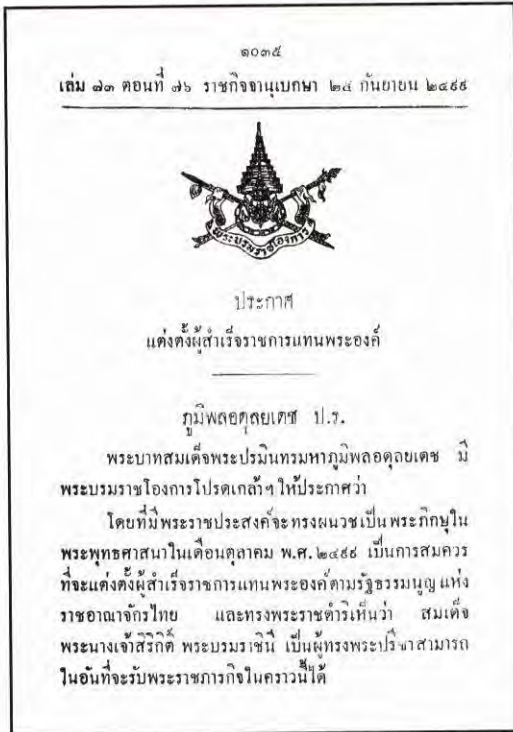 ๑๐๓๕
เล่ม ๗๓ ตอนที่ ๗๖ ราชกิจจานุเบกษา ๒๕ กันยายน ๒๔๙๙
พระบรมราชโองการ
ประกาศ
แต่งตั้งผู้สำเร็จราชการแทนพระองค์
ภูมิพลอดุลยเดช ป.ร.
พระบาทสมเด็จพระปรมินทรมหาภูมิพลอดุลยเดช มี
พระบรมราชโองการโปรดเกล้าฯ ให้ประกาศว่า
โดยที่มีพระราชประสงค์จะทรงผนวชเป็นพระภิกษุใน
พระพุทธศาสนาในเดือนตุลาคม พ.ศ. ๒๔๙๙ เป็นการสมควร
ที่จะแต่งตั้งผู้สำเร็จราชการแทนพระองค์ตามรัฐธรรมนูญแห่ง
ราชอาณาจักรไทย และทรงพระราชดำริเห็นว่า สมเด็จ
พระนางเจ้าสิริกิติ์ พระบรมราชินี เป็นผู้ทรงพระปรีชาสามารถ
ในอันที่จะรับพระราชภารกิจในคราวนี้ได้